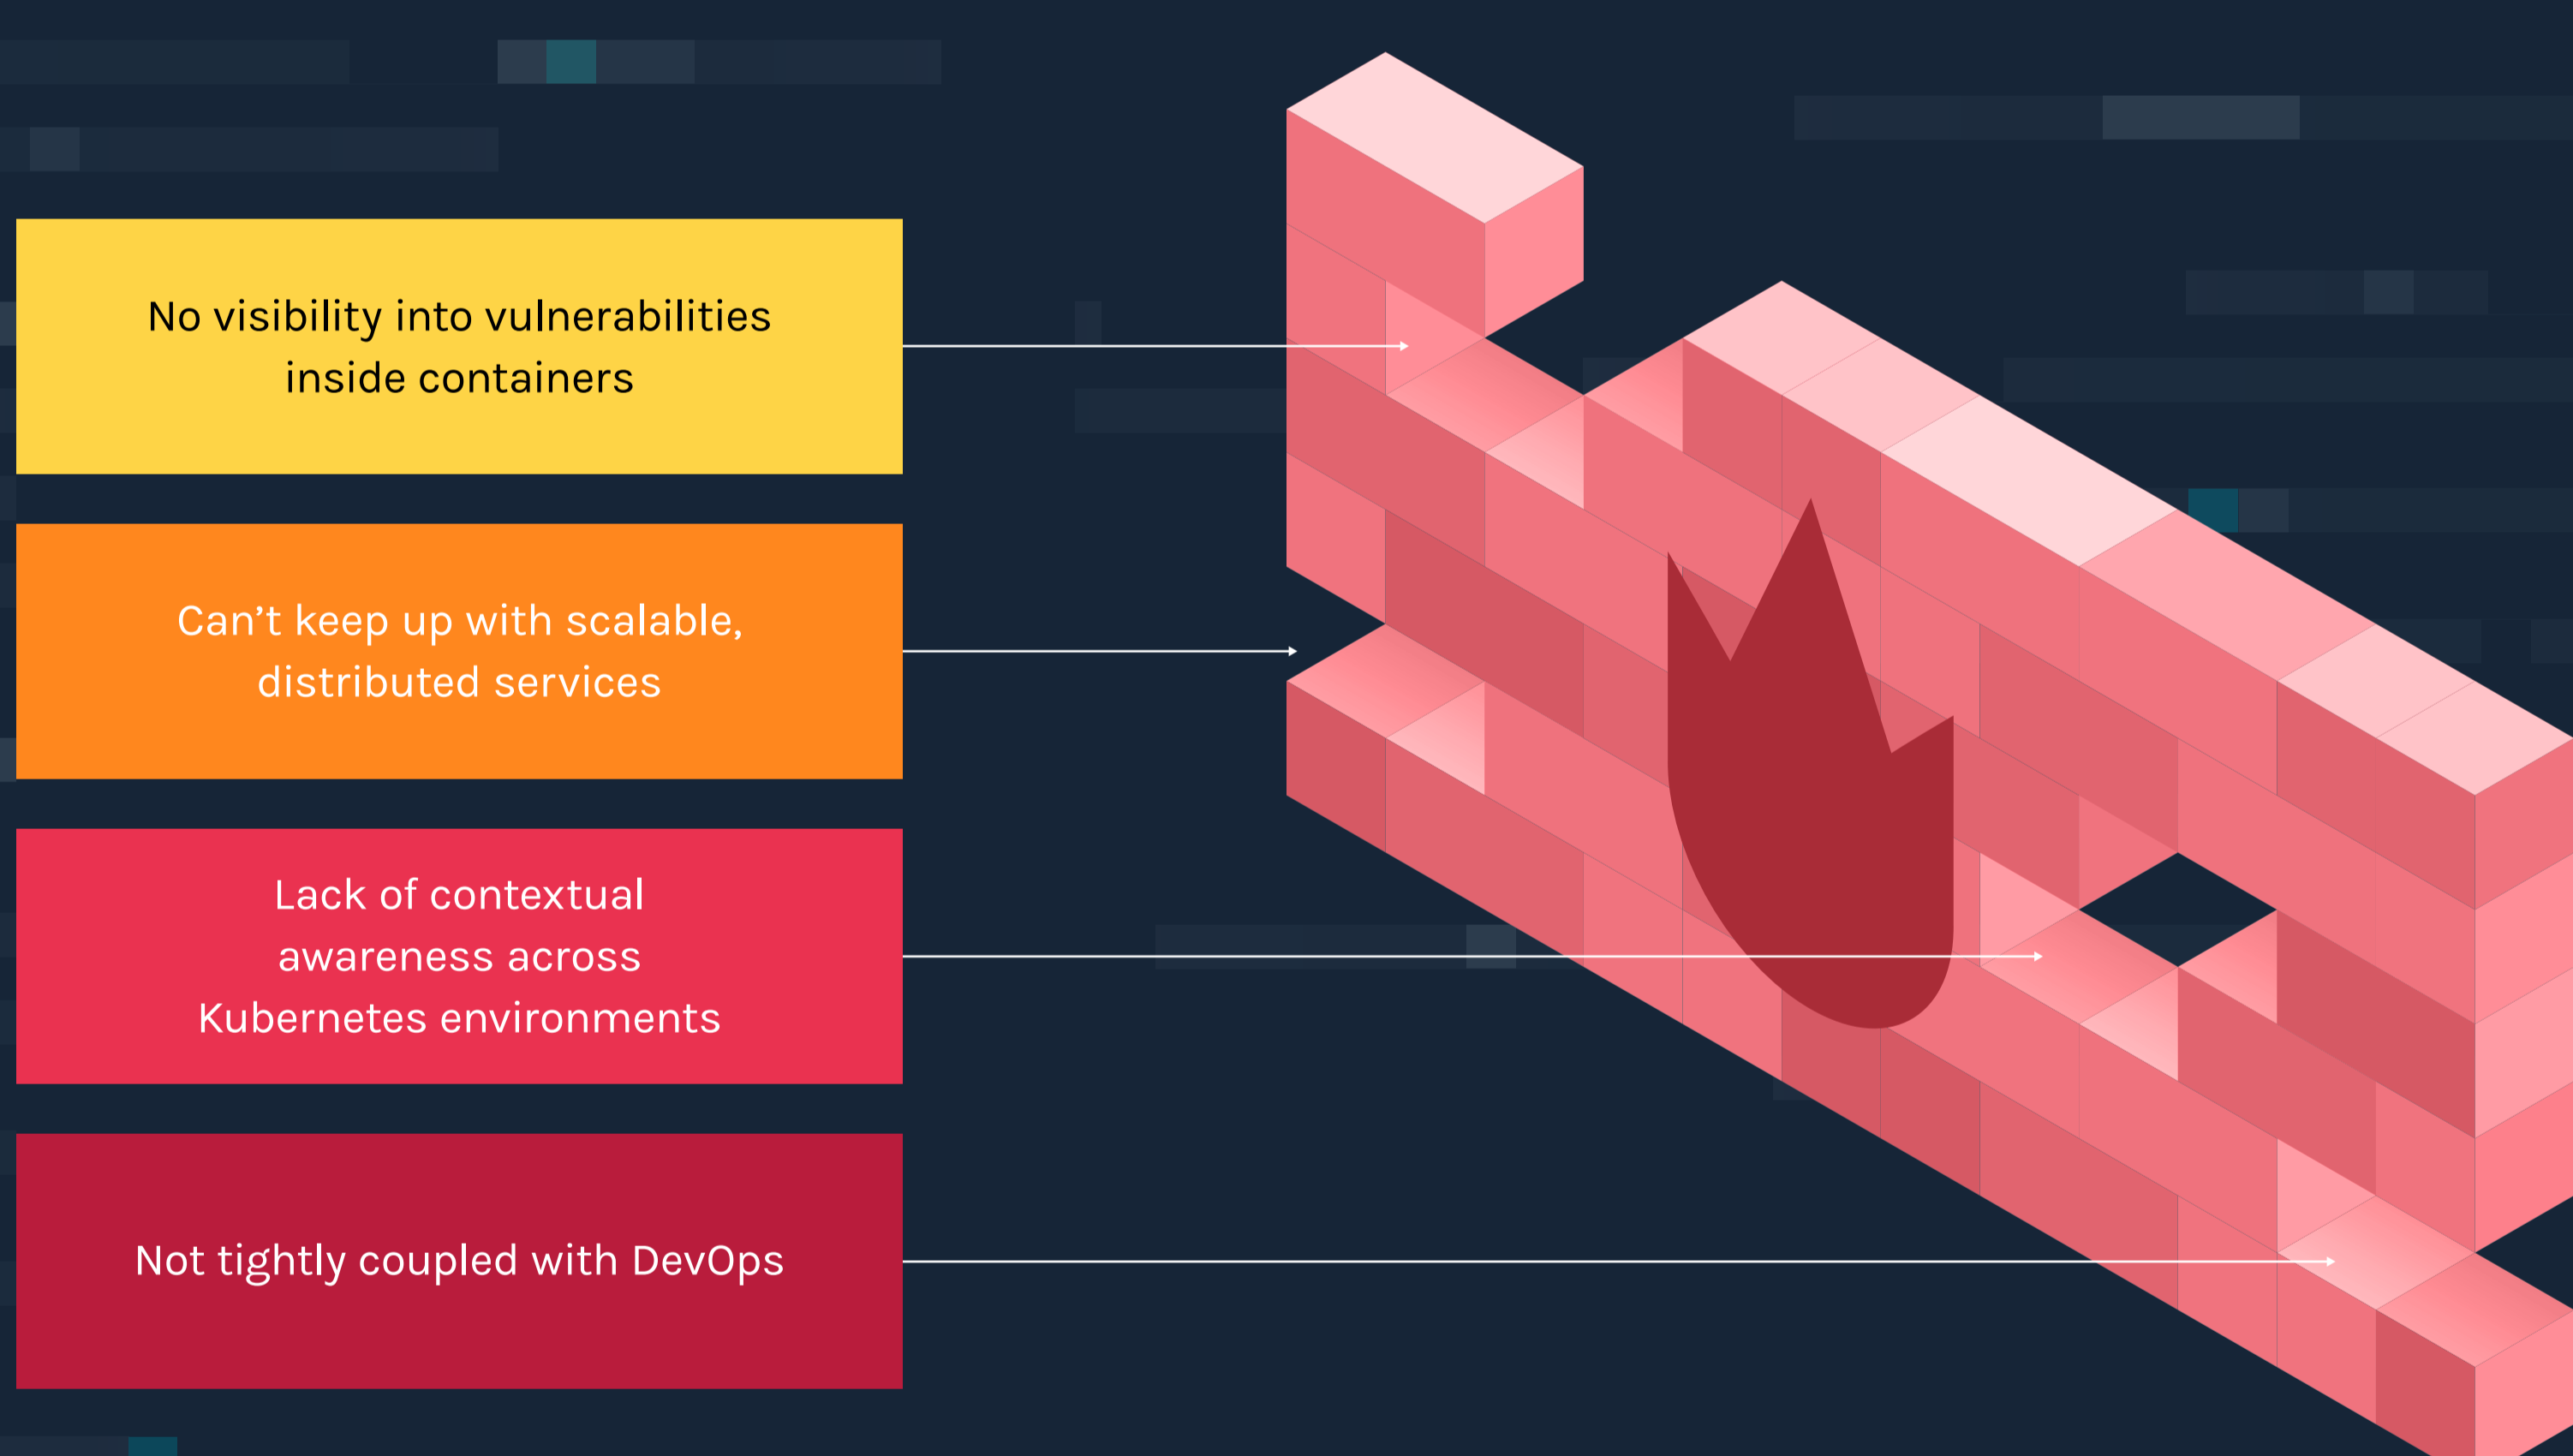 No visibility into vulnerabilities
inside containers
Can’t keep up with scalable,
distributed services
Lack of contextual
awareness across
Kubernetes environments
Not tightly coupled with DevOps